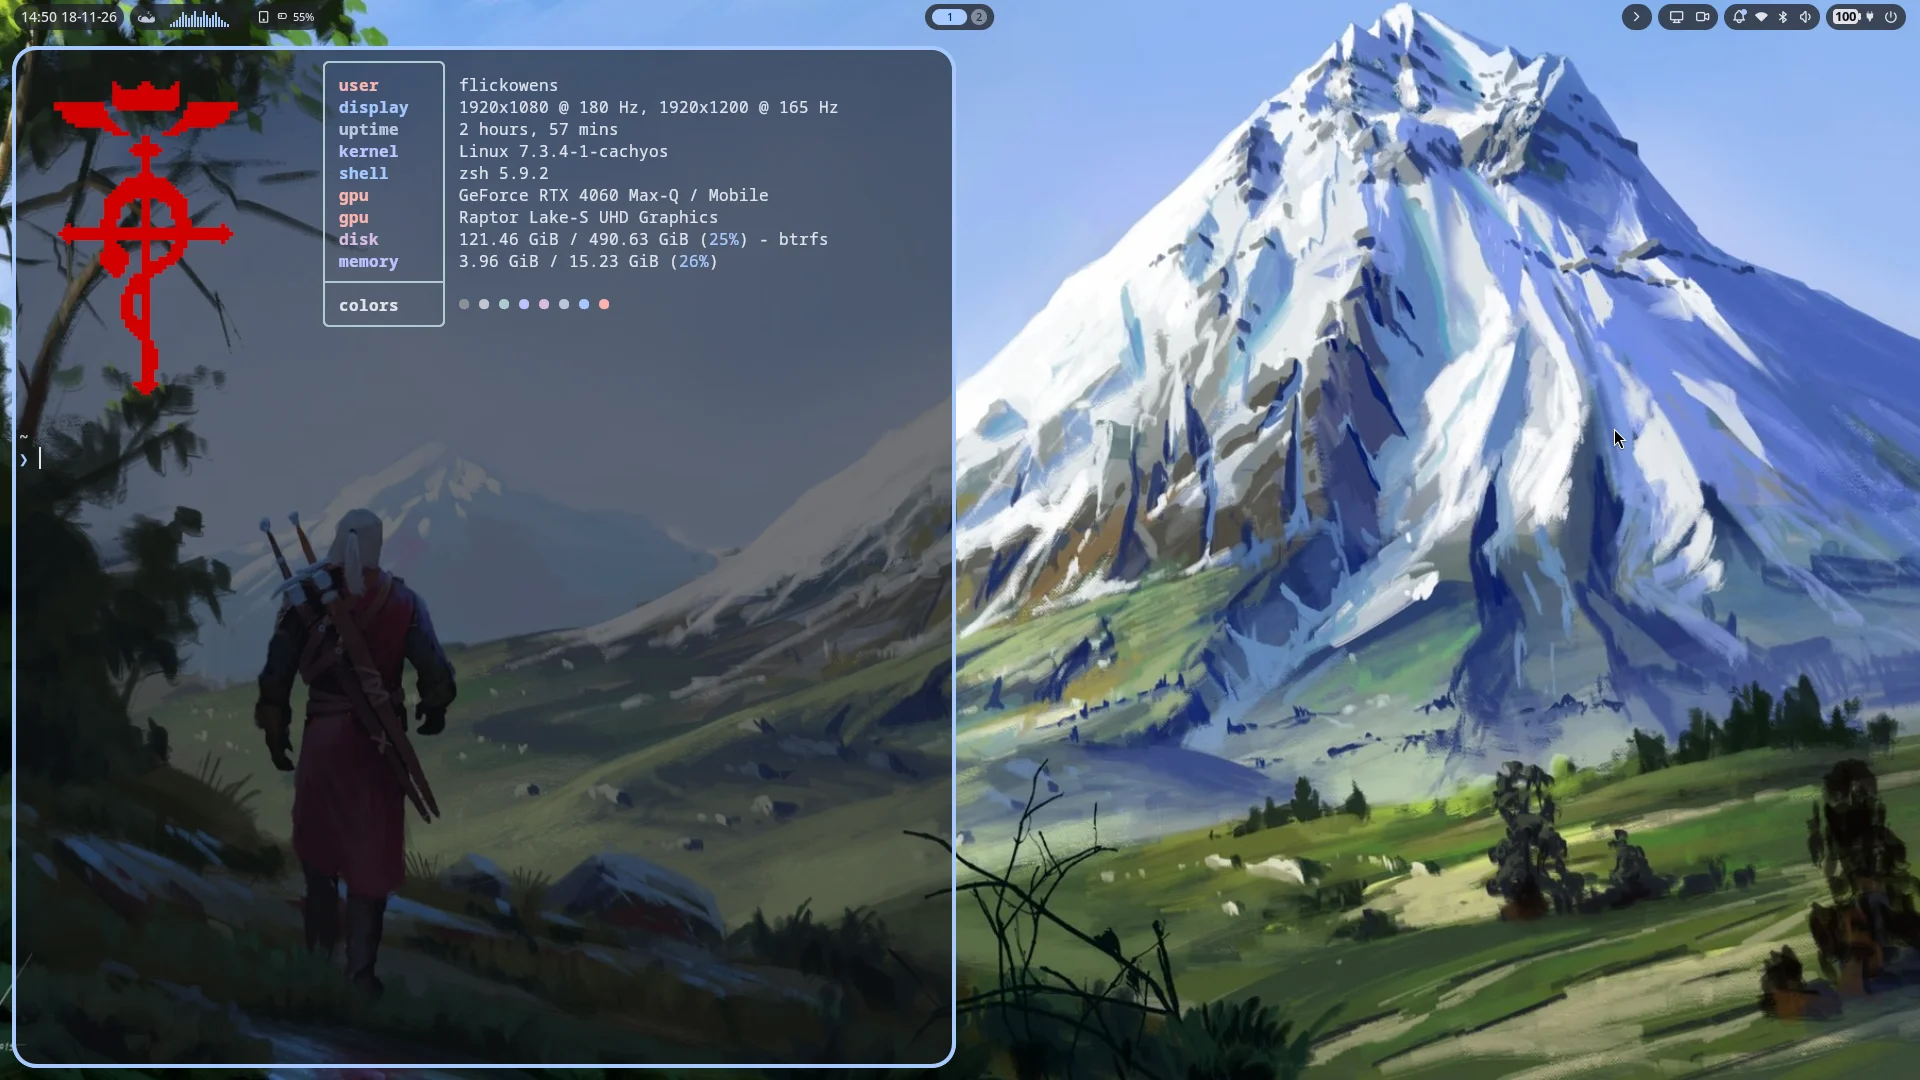 14:50 18-11-26
55%
1 2
100
user flickowens
display 1920x1080 @ 180 Hz, 1920x1200 @ 165 Hz
uptime 2 hours, 57 mins
kernel Linux 7.3.4-1-cachyos
shell zsh 5.9.2
gpu GeForce RTX 4060 Max-Q / Mobile
gpu Raptor Lake-S UHD Graphics
disk 121.46 GiB / 490.63 GiB (25%) - btrfs
memory 3.96 GiB / 15.23 GiB (26%)
colors
~
❯